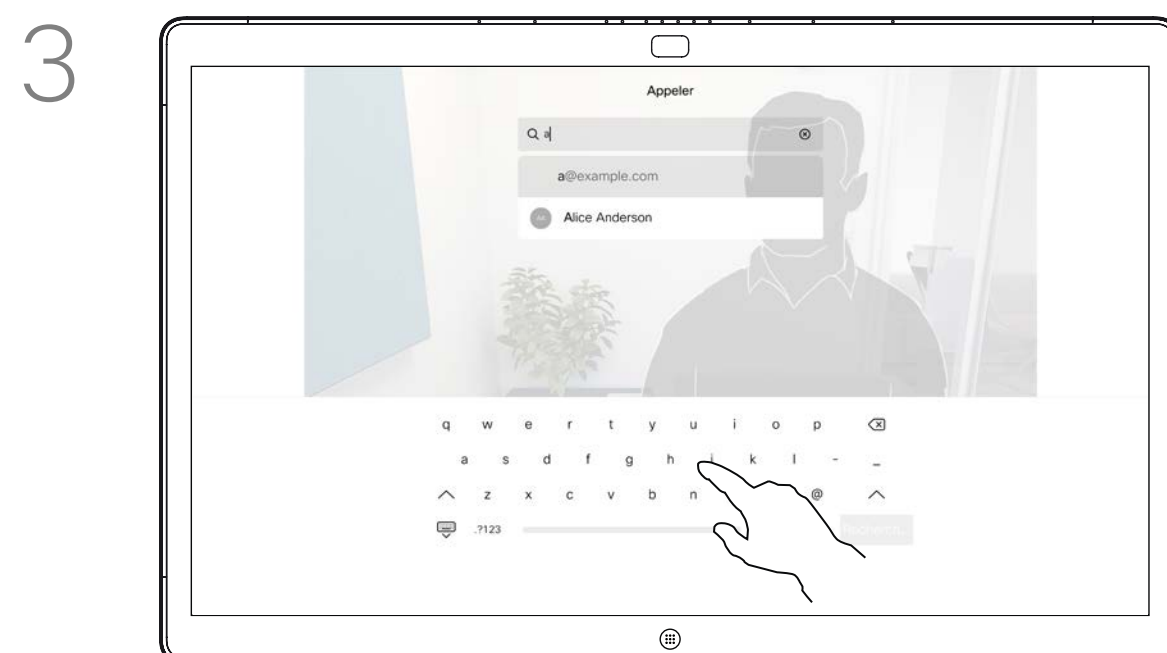 3
Appeler
a
a@example.com
Alice Anderson
q w e r t y u i o p
a s d f g h j k l - _
z x c v b n @
.?123